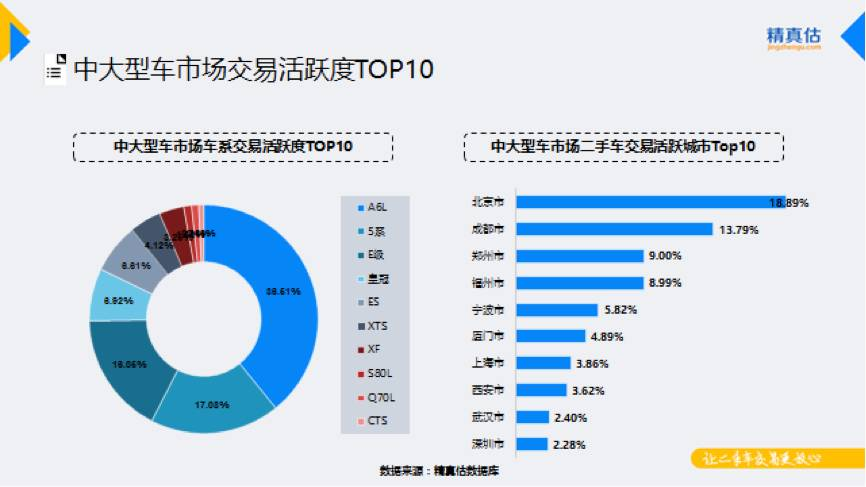 精真估
jingzhengu.com
中大型车市场交易活跃度TOP10
中大型车市场车系交易活跃度TOP10
中大型车市场二手车交易活跃城市Top10
36.61%
17.08%
16.06%
6.92%
6.61%
4.12%
A6L
5系
E级
皇冠
ES
XTS
XF
S80L
Q70L
CTS
北京市 18.89%
成都市 13.79%
郑州市 9.00%
福州市 8.99%
宁波市 5.82%
厦门市 4.89%
上海市 3.86%
西安市 3.62%
武汉市 2.40%
深圳市 2.28%
数据来源：精真估数据库
让二手车交易更放心